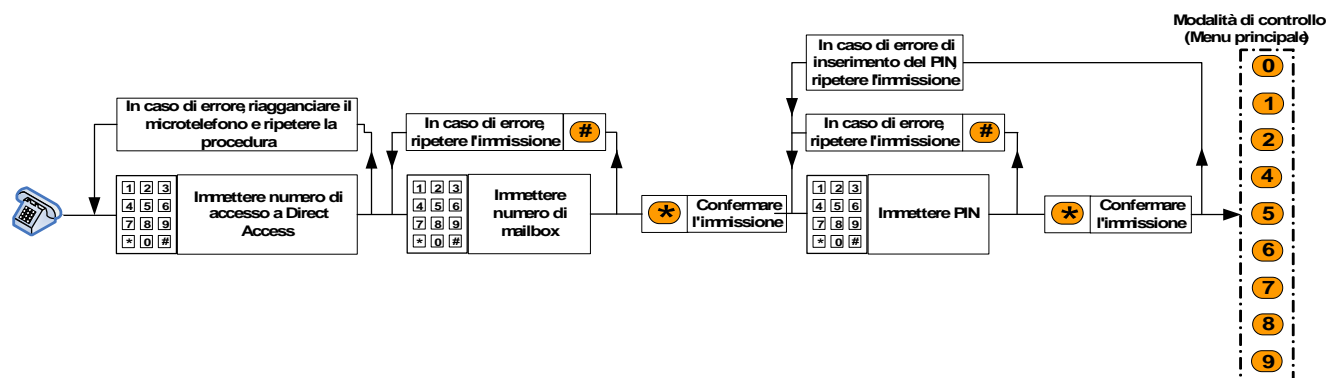 Modalità di controllo
(Menu principale)
In caso di errore di
inserimento del PIN,
ripetere l'immissione
In caso di errore, riagganciare il
microtelefono e ripetere la
procedura
In caso di errore,
ripetere l'immissione
#
In caso di errore,
ripetere l'immissione
#
1 2 3
4 5 6
7 8 9
* 0 #
Immettere numero di
accesso a Direct
Access
1 2 3
4 5 6
7 8 9
* 0 #
Immettere
numero di
mailbox
*
Confermare
l'immissione
1 2 3
4 5 6
7 8 9
* 0 #
Immettere PIN
*
Confermare
l'immissione
0
1
2
4
5
6
7
8
9